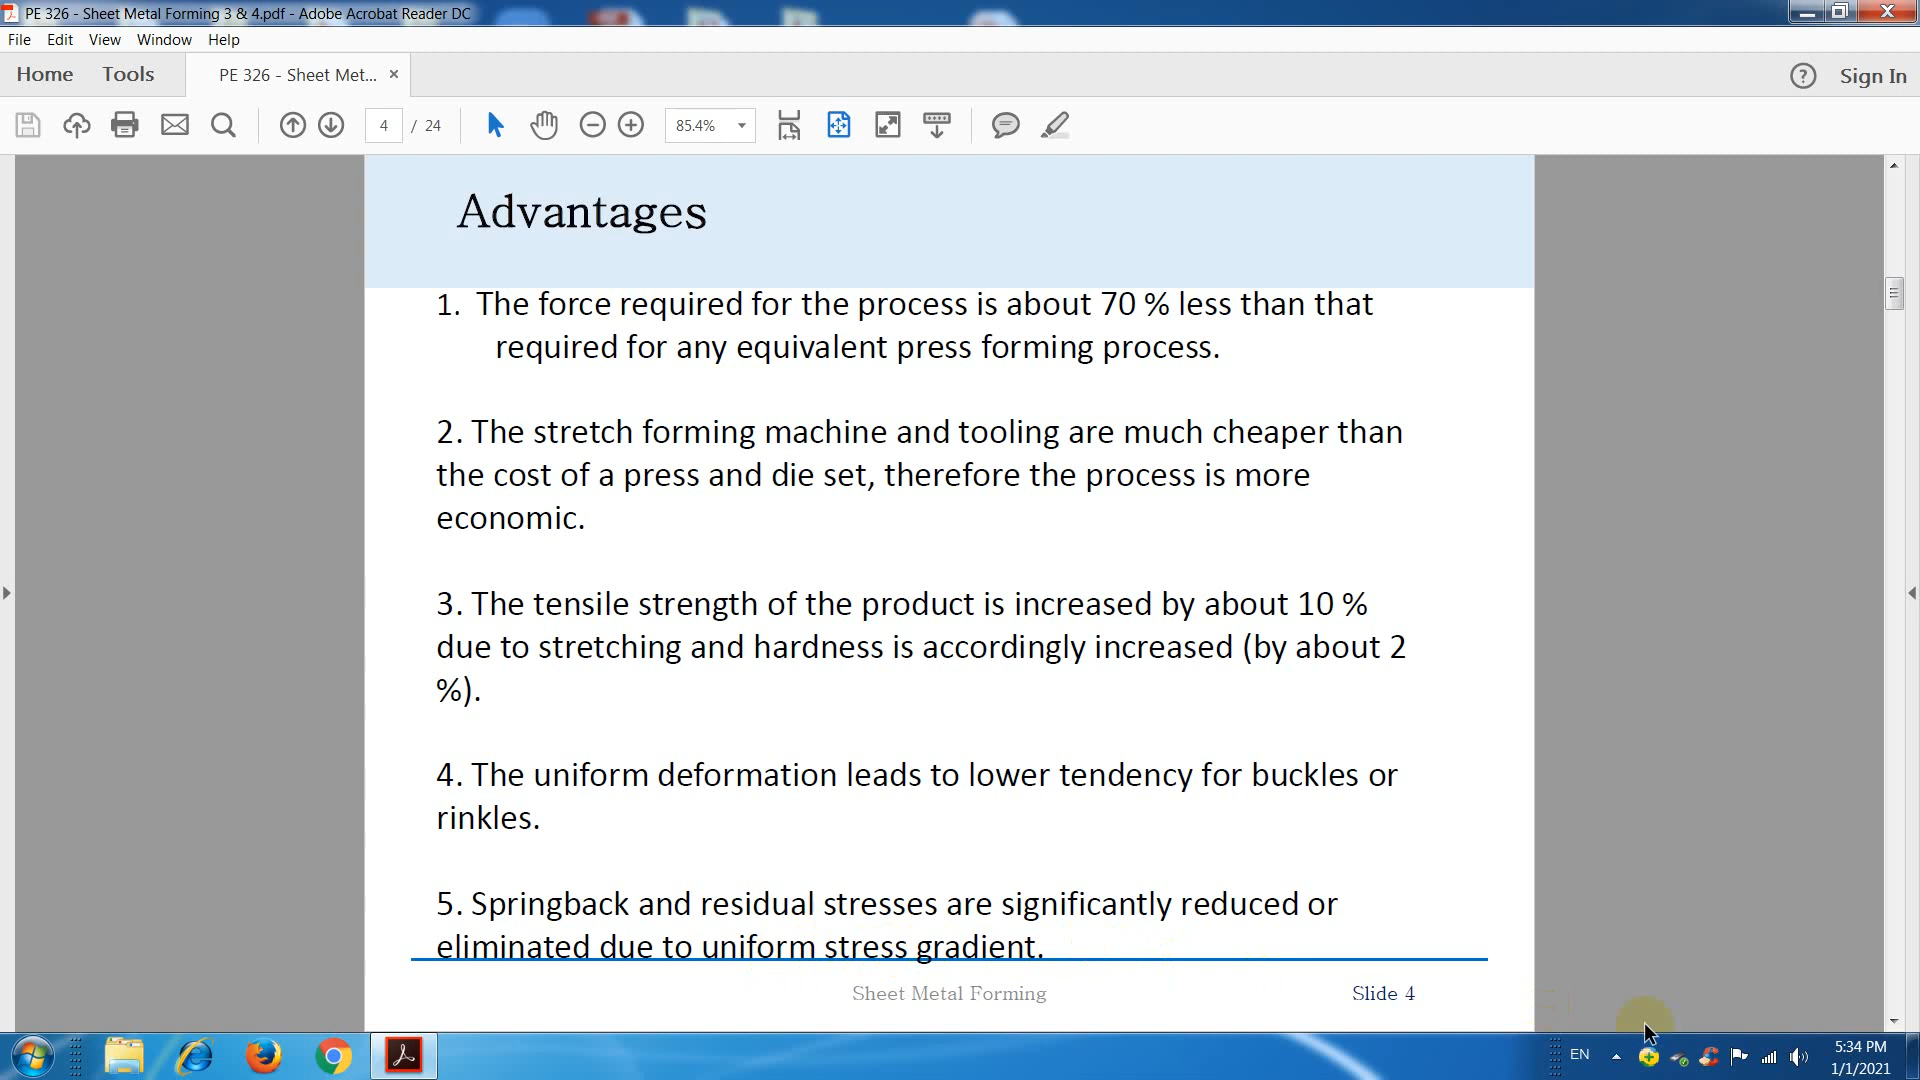 PE 326 - Sheet Metal Forming 3 & 4.pdf - Adobe Acrobat Reader DC
File Edit View Window Help
Home Tools PE 326 - Sheet Met... × ? Sign In
4 / 24 85.4%
Advantages
1. The force required for the process is about 70 % less than that
required for any equivalent press forming process.
2. The stretch forming machine and tooling are much cheaper than
the cost of a press and die set, therefore the process is more
economic.
3. The tensile strength of the product is increased by about 10 %
due to stretching and hardness is accordingly increased (by about 2
%).
4. The uniform deformation leads to lower tendency for buckles or
rinkles.
5. Springback and residual stresses are significantly reduced or
eliminated due to uniform stress gradient.
Sheet Metal Forming Slide 4
EN 5:34 PM
1/1/2021